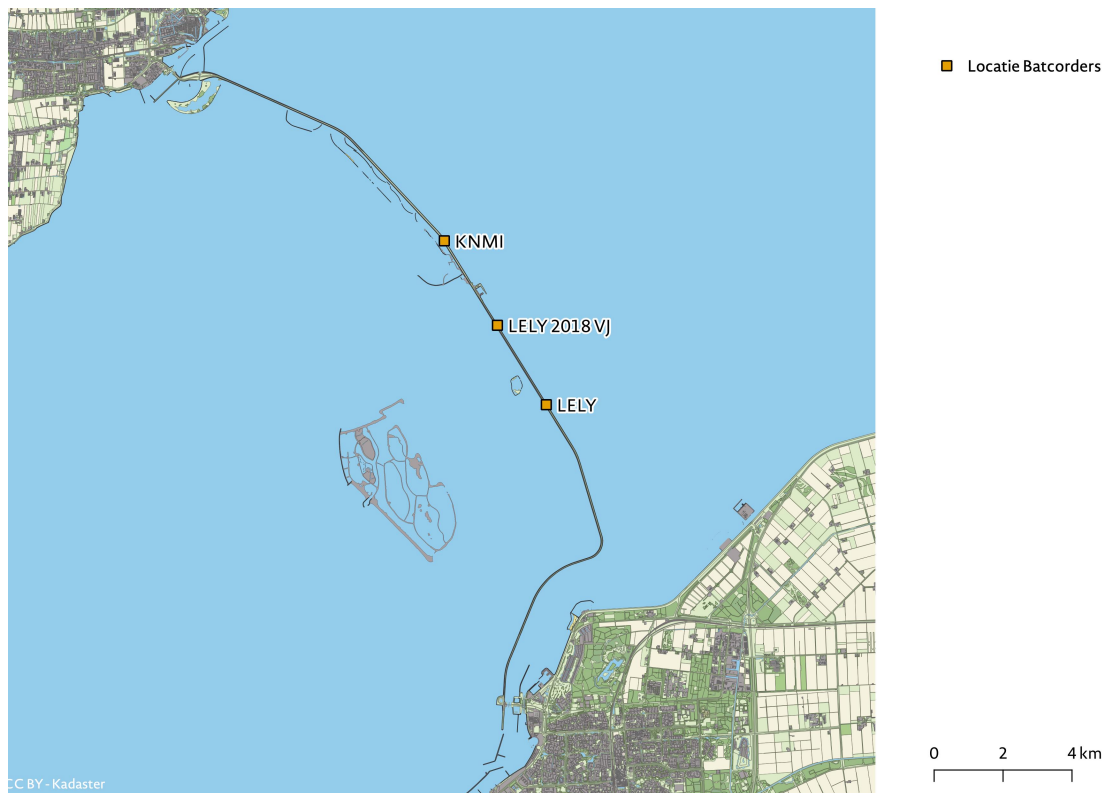 Locatie Batcorders
KNMI
LELY 2018 VJ
LELY
0 2 4 km
CC BY - Kadaster